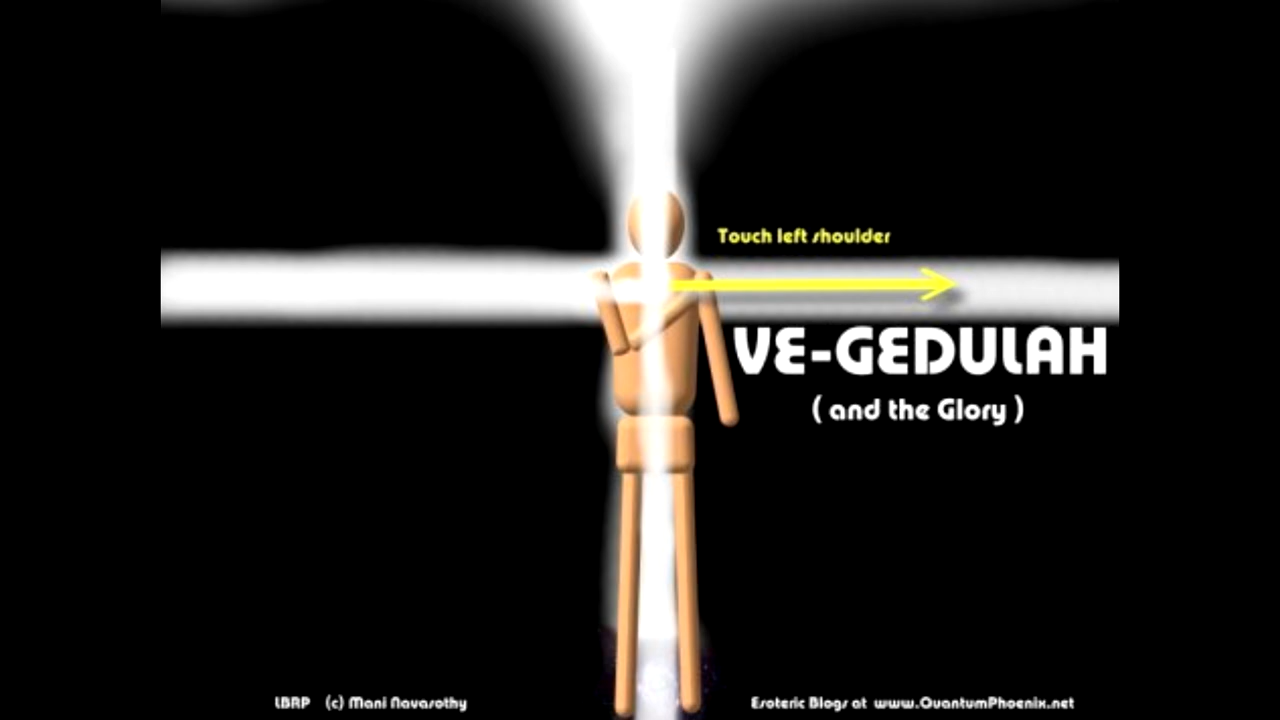 Touch left shoulder
VE-GEDULAH
( and the Glory )
LBRP (c) Mani Navasothy
Esoteric Blogs at www.QuantumPhoenix.net